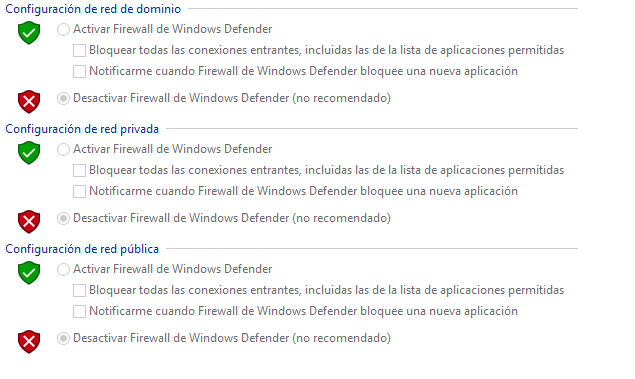 Configuración de red de dominio
Activar Firewall de Windows Defender
Bloquear todas las conexiones entrantes, incluidas las de la lista de aplicaciones permitidas
Notificarme cuando Firewall de Windows Defender bloquee una nueva aplicación
Desactivar Firewall de Windows Defender (no recomendado)
Configuración de red privada
Activar Firewall de Windows Defender
Bloquear todas las conexiones entrantes, incluidas las de la lista de aplicaciones permitidas
Notificarme cuando Firewall de Windows Defender bloquee una nueva aplicación
Desactivar Firewall de Windows Defender (no recomendado)
Configuración de red pública
Activar Firewall de Windows Defender
Bloquear todas las conexiones entrantes, incluidas las de la lista de aplicaciones permitidas
Notificarme cuando Firewall de Windows Defender bloquee una nueva aplicación
Desactivar Firewall de Windows Defender (no recomendado)